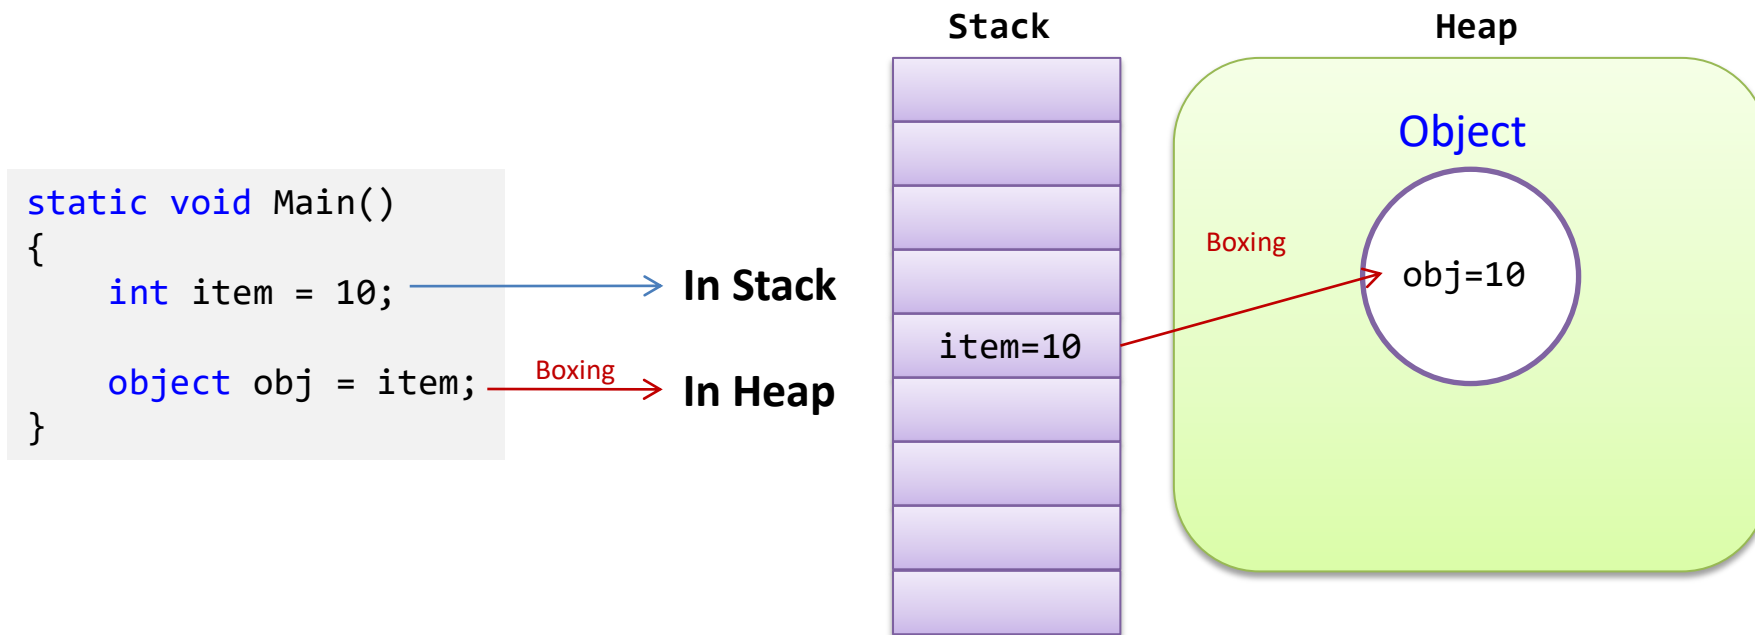 static void Main()
{
int item = 10;
object obj = item;
}
In Stack
Boxing
In Heap
Stack
item=10
Heap
Object
Boxing
obj=10